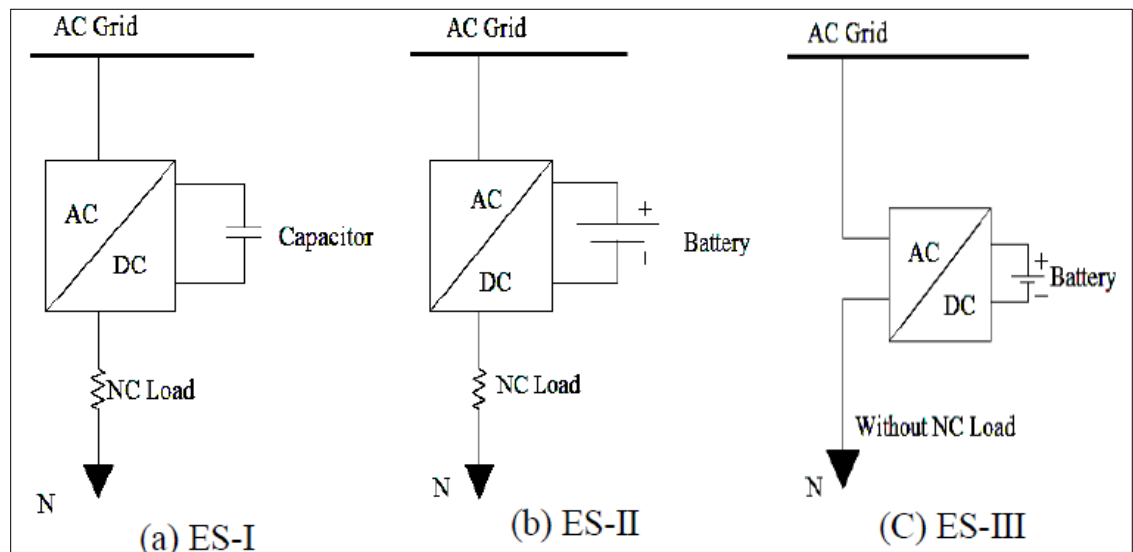 AC Grid
AC
DC
Capacitor
NC Load
N
(a) ES-I
AC Grid
AC
DC
+
Battery
NC Load
N
(b) ES-II
AC Grid
AC
DC
+
Battery
Without NC Load
N
(C) ES-III